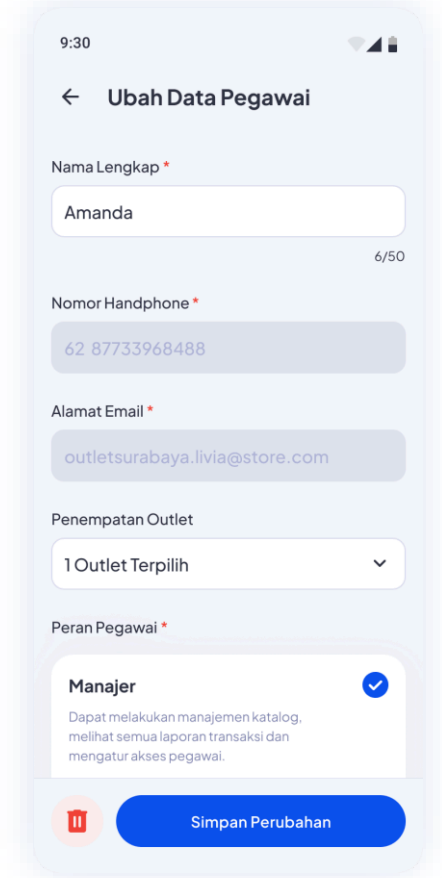 9:30
Ubah Data Pegawai
Nama Lengkap *
Amanda
6/50
Nomor Handphone *
62 87733968488
Alamat Email *
outletsurabaya.livia@store.com
Penempatan Outlet
1 Outlet Terpilih
Peran Pegawai *
Manajer
Dapat melakukan manajemen katalog,
melihat semua laporan transaksi dan
mengatur akses pegawai.
Simpan Perubahan